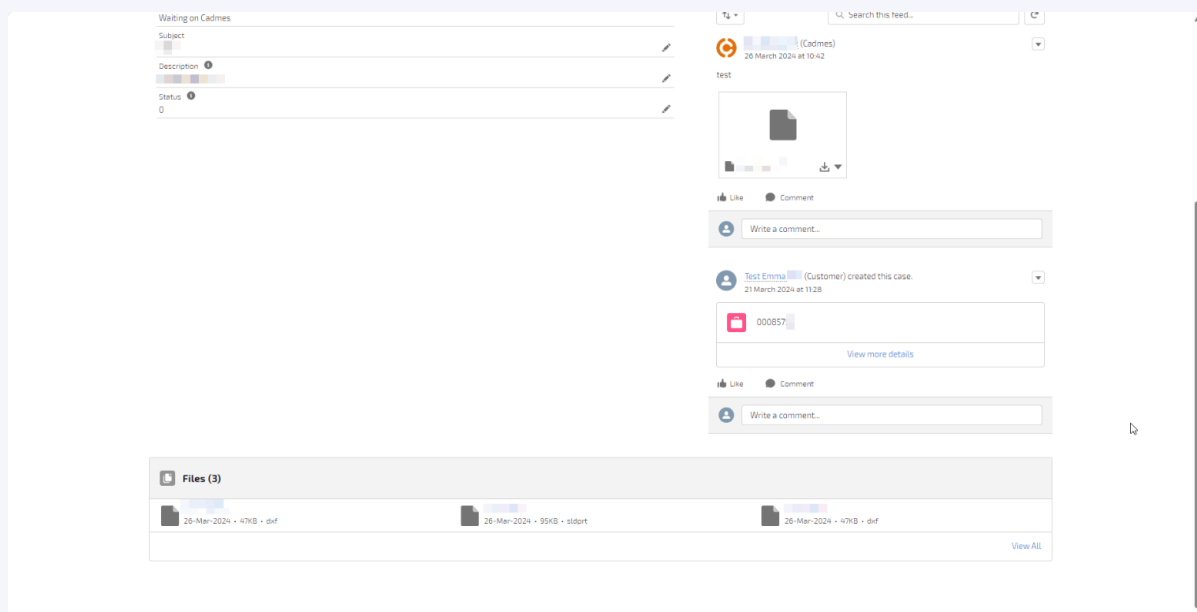 Waiting on Cadmes
Subject
Description
Status
0
Search this feed...
(Cadmes)
26 March 2024 at 10:42
test
Like Comment
Write a comment...
Test Emma (Customer) created this case.
21 March 2024 at 11:28
000857
View more details
Like Comment
Write a comment...
Files (3)
26-Mar-2024 • 47KB • dxf
26-Mar-2024 • 95KB • sldprt
26-Mar-2024 • 47KB • dxf
View All